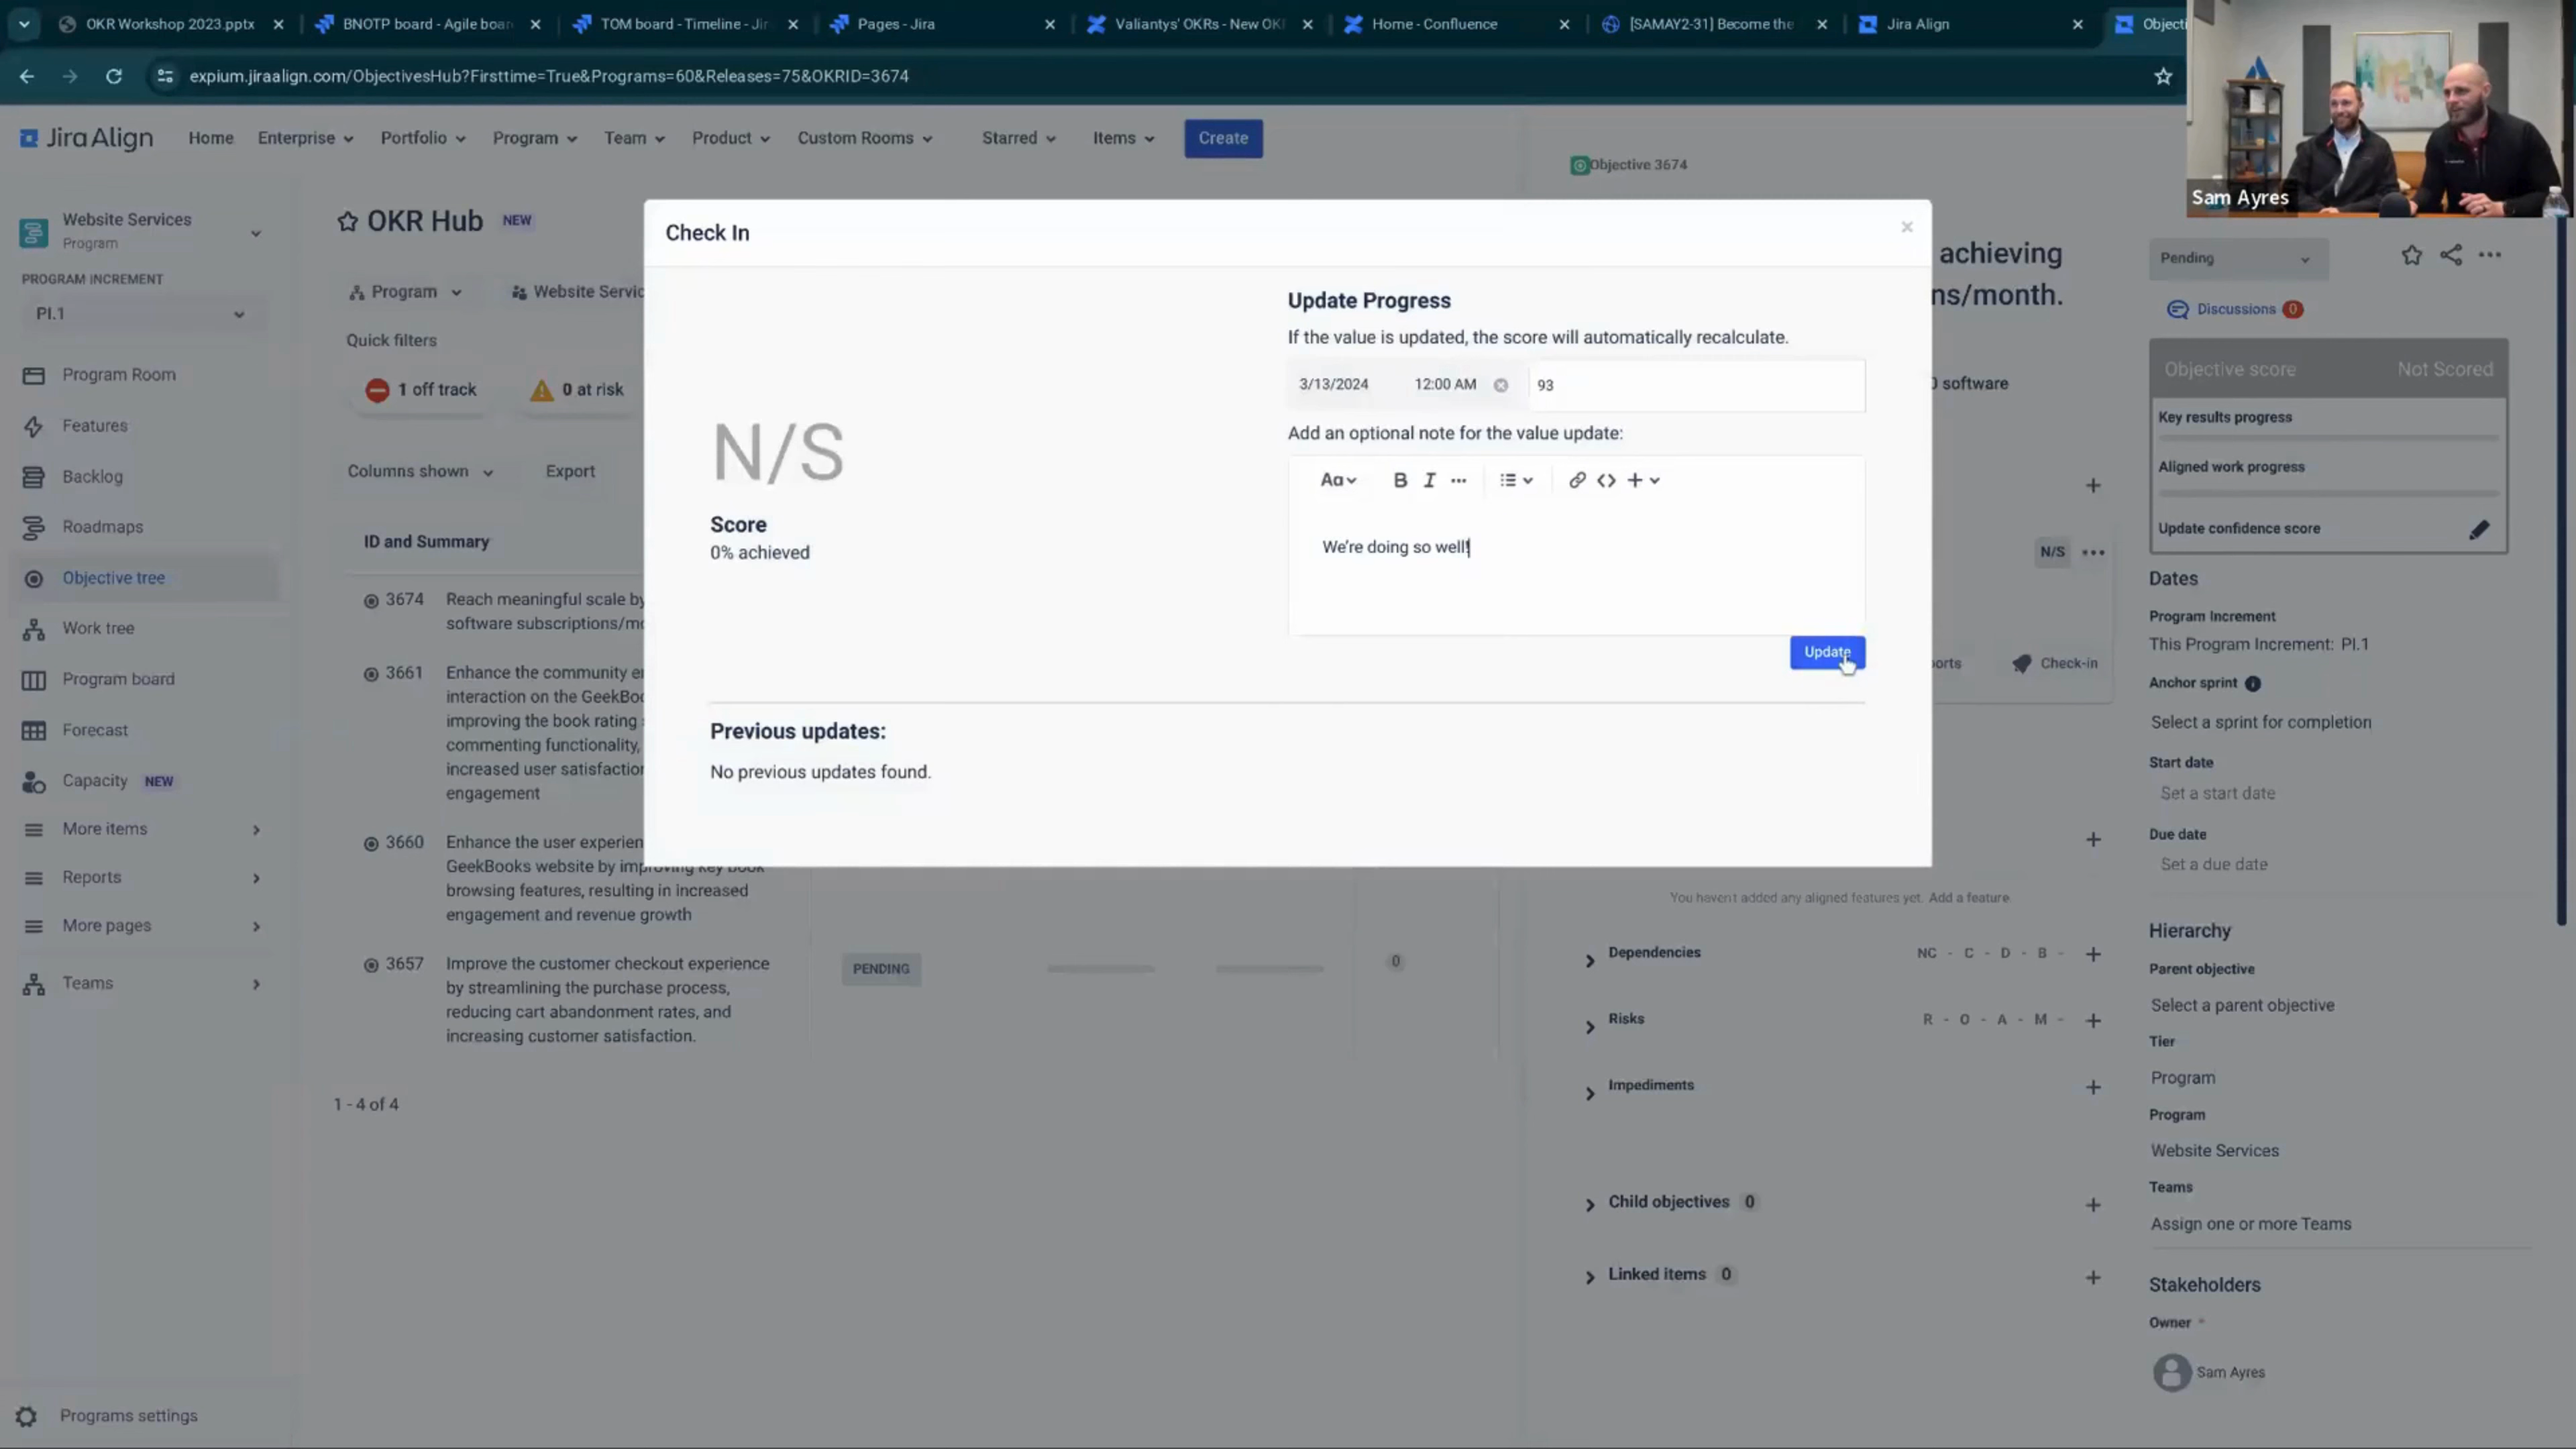 OKR Workshop 2023.pptx
BNOTP board - Agile boar
TOM board - Timeline - Jir
Pages - Jira
Valiantys' OKRs - New OK
Home - Confluence
[SAMAY2-31] Become the
Jira Align
Objecti
expium.jiraalign.com/ObjectivesHub?Firsttime=True&Programs=60&Releases=75&OKRID=3674
Sam Ayres
Jira Align
Home
Enterprise
Portfolio
Program
Team
Product
Custom Rooms
Starred
Items
Create
Website Services
Program
PROGRAM INCREMENT
PI.1
Program Room
Features
Backlog
Roadmaps
Objective tree
Work tree
Program board
Forecast
Capacity NEW
More items
Reports
More pages
Teams
Programs settings
OKR Hub NEW
Program
Website Servic
Quick filters
1 off track
0 at risk
Columns shown
Export
ID and Summary
3674 Reach meaningful scale by
software subscriptions/mo
3661 Enhance the community en
interaction on the GeekBoo
improving the book rating
commenting functionality,
increased user satisfaction
engagement
3660 Enhance the user experien
GeekBooks website by improving key book
browsing features, resulting in increased
engagement and revenue growth
3657 Improve the customer checkout experience
by streamlining the purchase process,
reducing cart abandonment rates, and
increasing customer satisfaction.
PENDING
0
1 - 4 of 4
Check In
×
N/S
Score
0% achieved
Update Progress
If the value is updated, the score will automatically recalculate.
3/13/2024 12:00 AM 93
Add an optional note for the value update:
Aa B I
We're doing so well!
Update
Previous updates:
No previous updates found.
Objective 3674
achieving
ns/month.
0 software
N/S
orts
Check-in
You haven't added any aligned features yet. Add a feature
Dependencies NC - C - D - B -
Risks R - O - A - M -
Impediments
Child objectives 0
Linked items 0
Pending
Discussions 0
Objective score Not Scored
Key results progress
Aligned work progress
Update confidence score
Dates
Program Increment
This Program Increment: PI.1
Anchor sprint
Select a sprint for completion
Start date
Set a start date
Due date
Set a due date
Hierarchy
Parent objective
Select a parent objective
Tier
Program
Program
Website Services
Teams
Assign one or more Teams
Stakeholders
Owner *
Sam Ayres